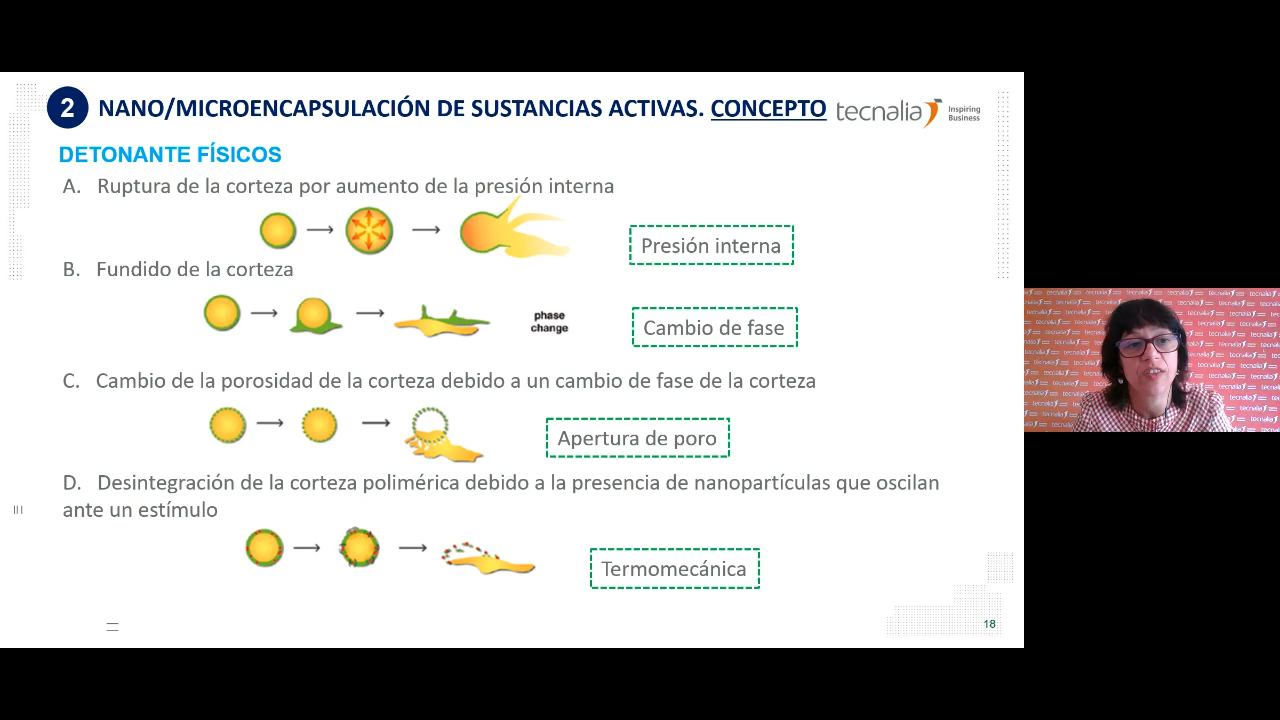 2 NANO/MICROENCAPSULACIÓN DE SUSTANCIAS ACTIVAS. CONCEPTO
tecnalia Inspiring Business
DETONANTE FÍSICOS
A. Ruptura de la corteza por aumento de la presión interna
Presión interna
B. Fundido de la corteza
phase
change
Cambio de fase
C. Cambio de la porosidad de la corteza debido a un cambio de fase de la corteza
Apertura de poro
D. Desintegración de la corteza polimérica debido a la presencia de nanopartículas que oscilan
ante un estímulo
Termomecánica
18